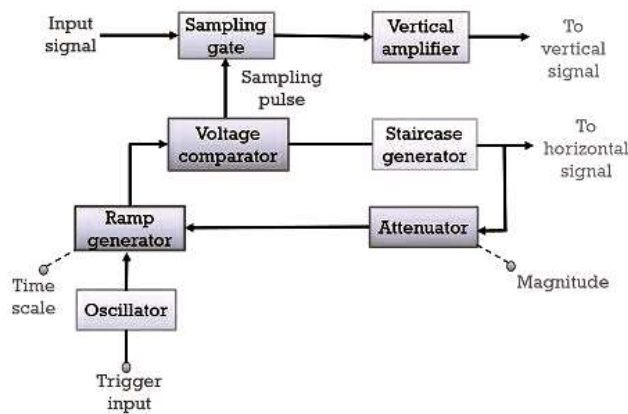 Input
signal
Sampling
gate
Vertical
amplifier
To
vertical
signal
Sampling
pulse
Voltage
comparator
Staircase
generator
To
horizontal
signal
Ramp
generator
Attenuator
Time
scale
Oscillator
Magnitude
Trigger
input